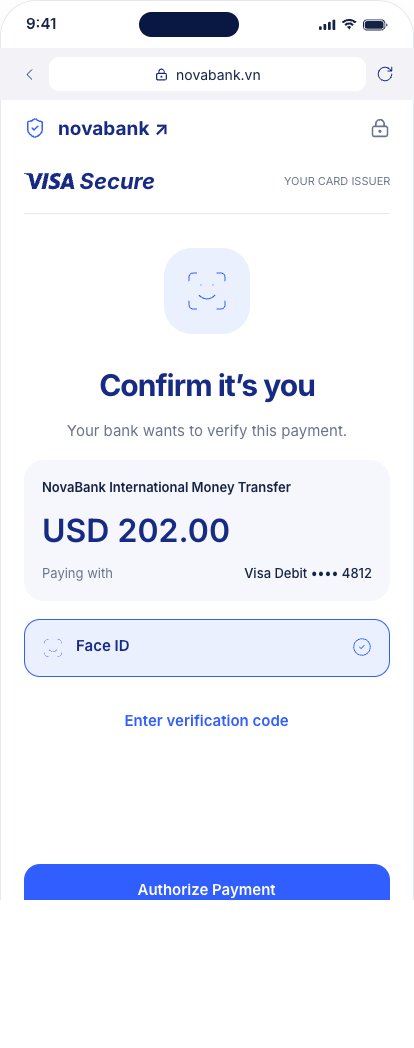 9:41
novabank.vn
novabank
VISA Secure
YOUR CARD ISSUER
Confirm it’s you
Your bank wants to verify this payment.
NovaBank International Money Transfer
USD 202.00
Paying with
Visa Debit •••• 4812
Face ID
Enter verification code
Authorize Payment